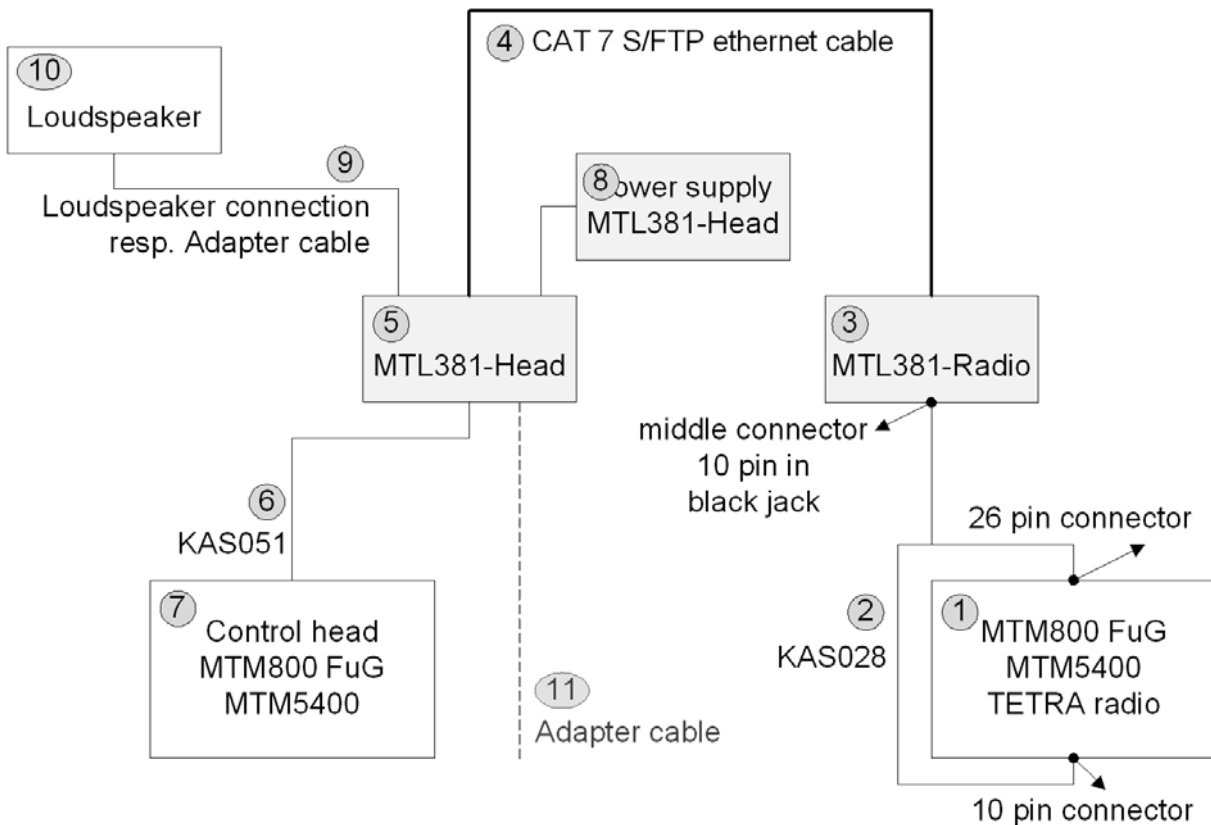 4 CAT 7 S/FTP ethernet cable
10
Loudspeaker
9
Loudspeaker connection
resp. Adapter cable
8
ower supply
MTL381-Head
5
MTL381-Head
3
MTL381-Radio
middle connector
10 pin in
black jack
26 pin connector
6
KAS051
7
Control head
MTM800 FuG
MTM5400
11
Adapter cable
2
KAS028
1
MTM800 FuG
MTM5400
TETRA radio
10 pin connector